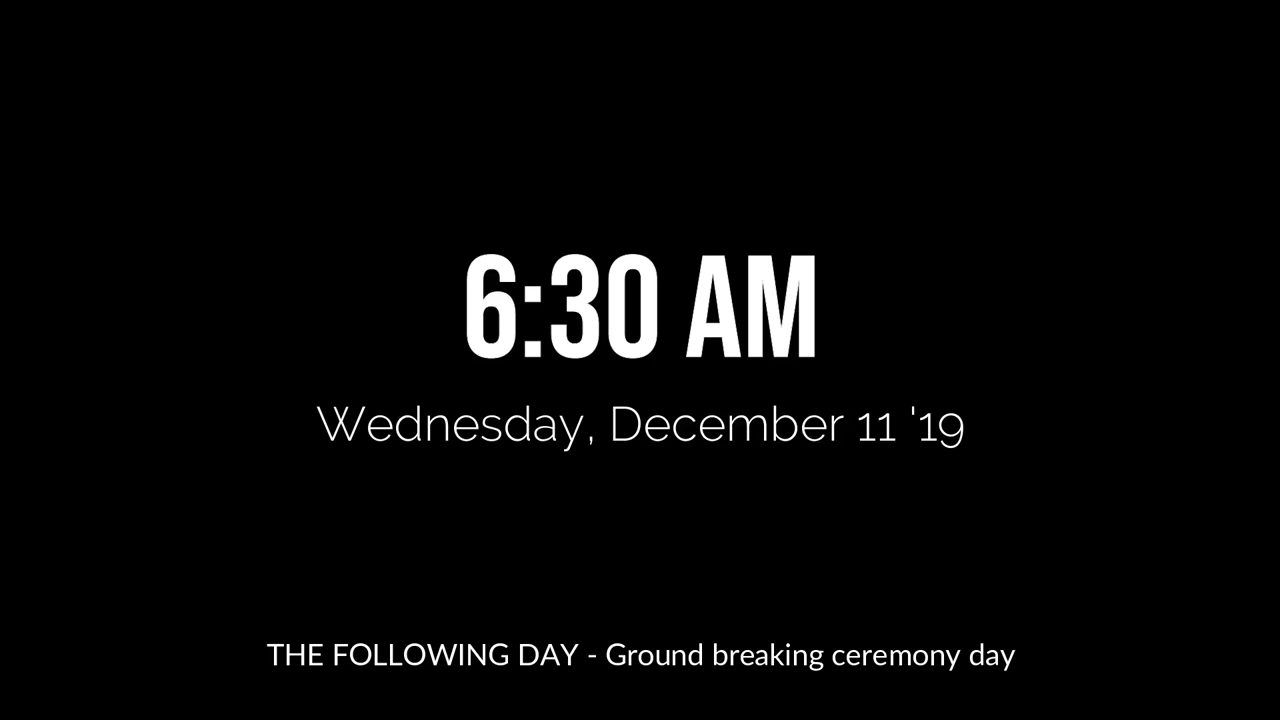 6:30 AM
Wednesday, December 11 '19
THE FOLLOWING DAY - Ground breaking ceremony day